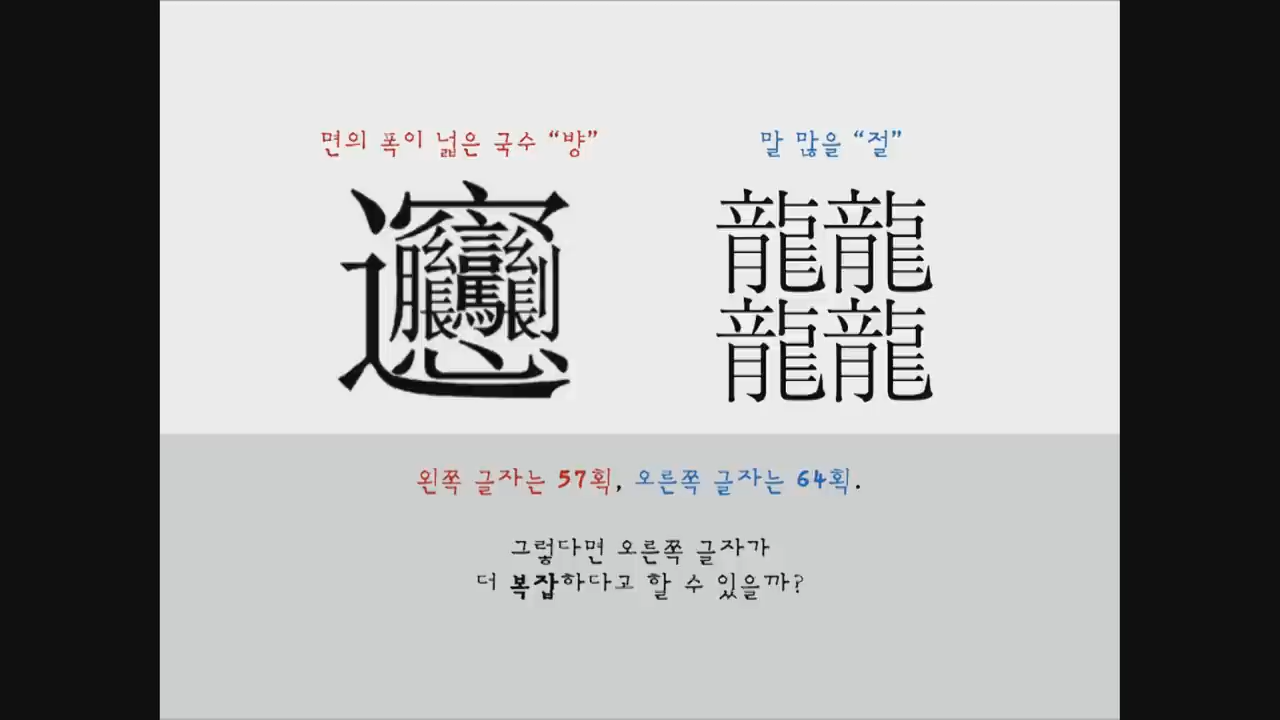 면의 폭이 넓은 국수 “뱡”
말 많을 “절”
𰻞
𪚥
왼쪽 글자는 57획, 오른쪽 글자는 64획.
그렇다면 오른쪽 글자가
더 복잡하다고 할 수 있을까?